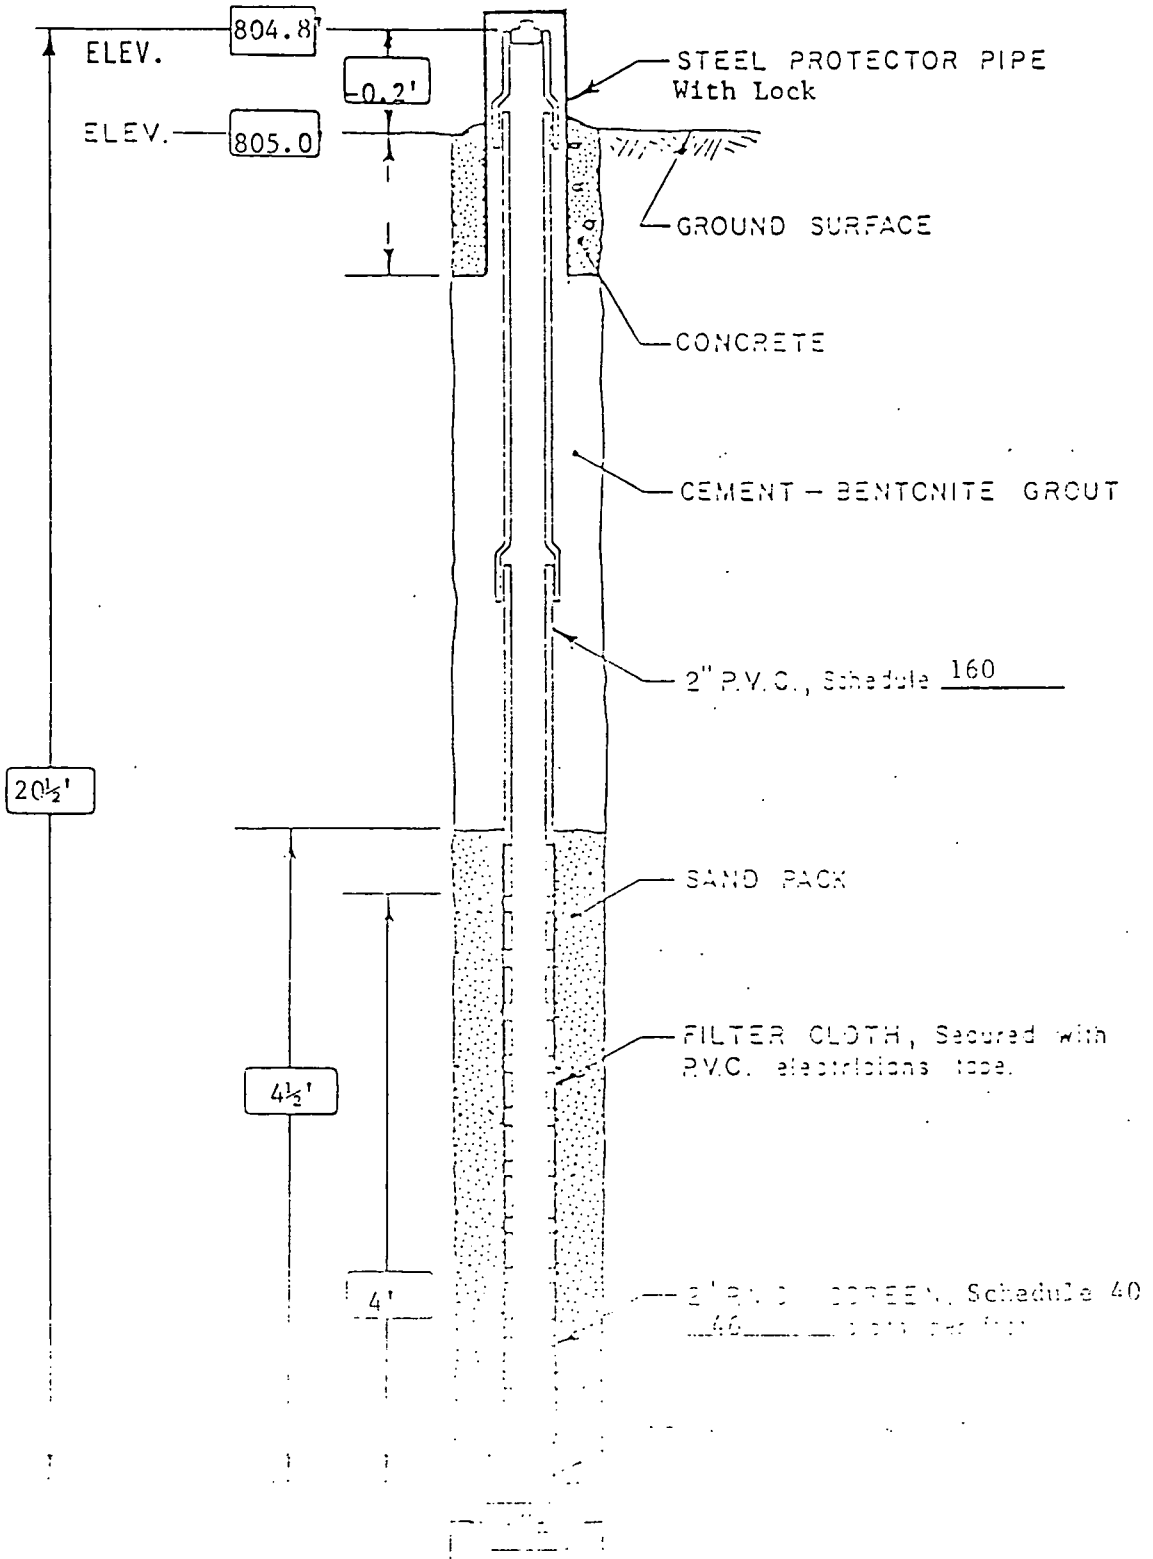 804.8'
ELEV.
-0.2'
STEEL PROTECTOR PIPE
With Lock
ELEV.
805.0
GROUND SURFACE
CONCRETE
CEMENT - BENTONITE GROUT
2" P.V.C., Schedule 160
20½'
SAND PACK
FILTER CLOTH, Secured with
P.V.C. electricians tape.
4½'
4'
SCREEN, Schedule 40